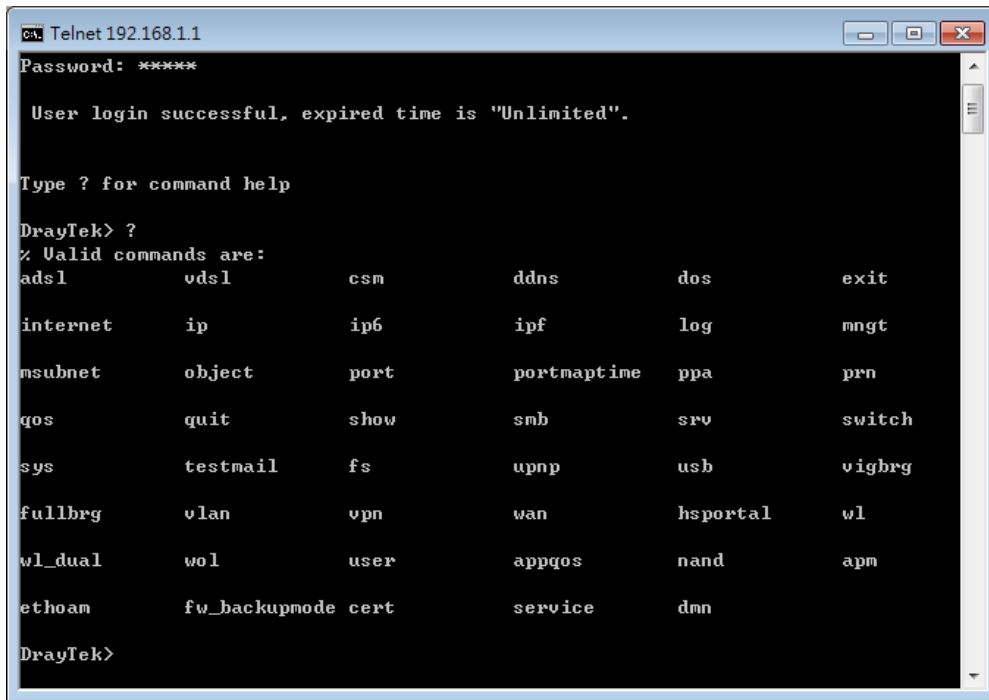 Telnet 192.168.1.1
Password: *****
User login successful, expired time is "Unlimited".
Type ? for command help
DrayTek> ?
% Valid commands are:
adsl vdsl csm ddns dos exit
internet ip ip6 ipf log mngt
msubnet object port portmaptime ppa prn
qos quit show smb srv switch
sys testmail fs upnp usb vigbrg
fullbrg vlan vpn wan hsportal wl
wl_dual wol user appqos nand apm
ethoam fw_backupmode cert service dmn
DrayTek>